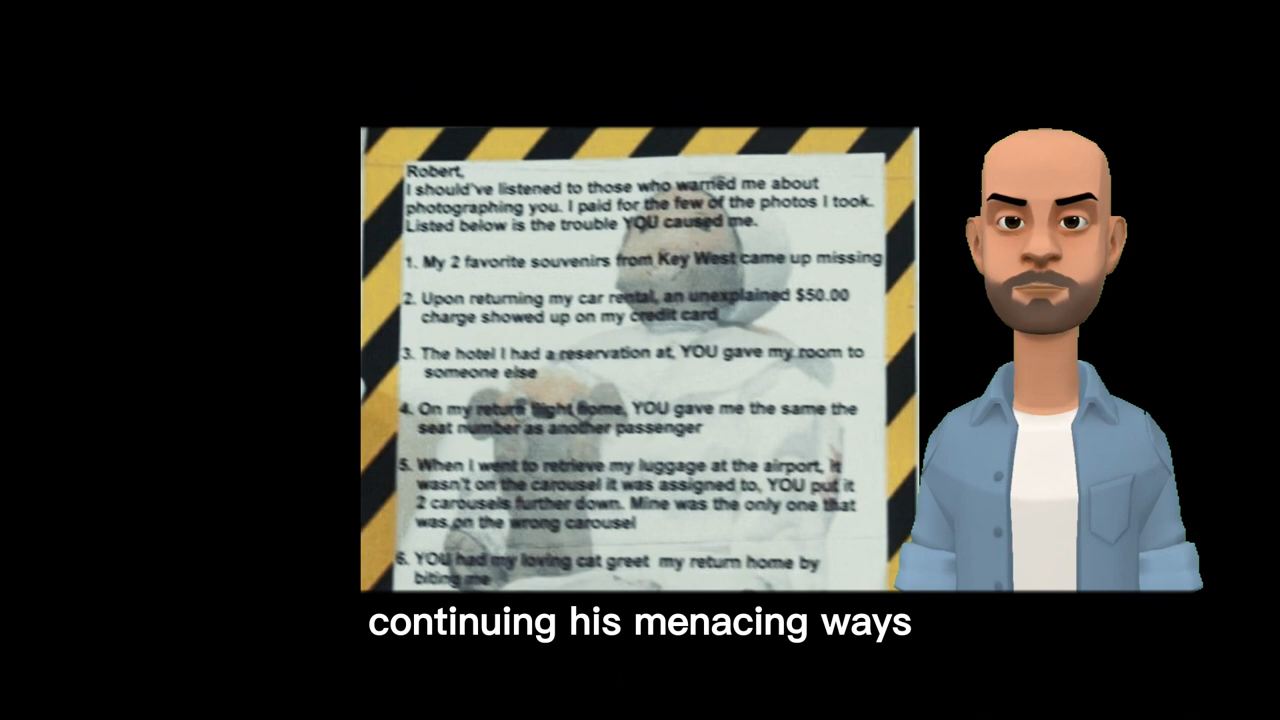 Robert,
I should've listened to those who warned me about
photographing you. I paid for the few of the photos I took.
Listed below is the trouble YOU caused me.
1. My 2 favorite souvenirs from Key West came up missing
2. Upon returning my car rental, an unexplained $50.00
charge showed up on my credit card
3. The hotel I had a reservation at, YOU gave my room to
someone else
4. On my return flight home, YOU gave me the same the
seat number as another passenger
5. When I went to retrieve my luggage at the airport, it
wasn't on the carousel it was assigned to, YOU put it
2 carousels further down. Mine was the only one that
was on the wrong carousel
6. YOU had my loving cat greet my return home by
biting me
continuing his menacing ways